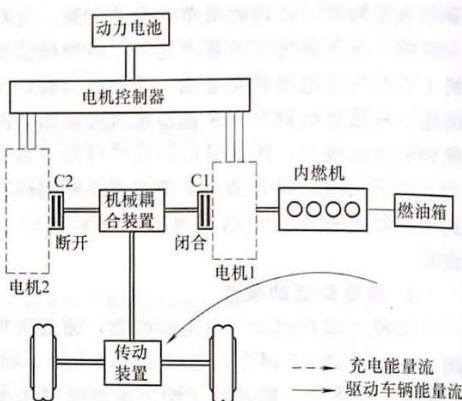 动力电池
电机控制器
内燃机
C2
机械耦
合装置
C1
燃油箱
断开
闭合
电机2
电机1
传动
装置
充电能量流
驱动车辆能量流